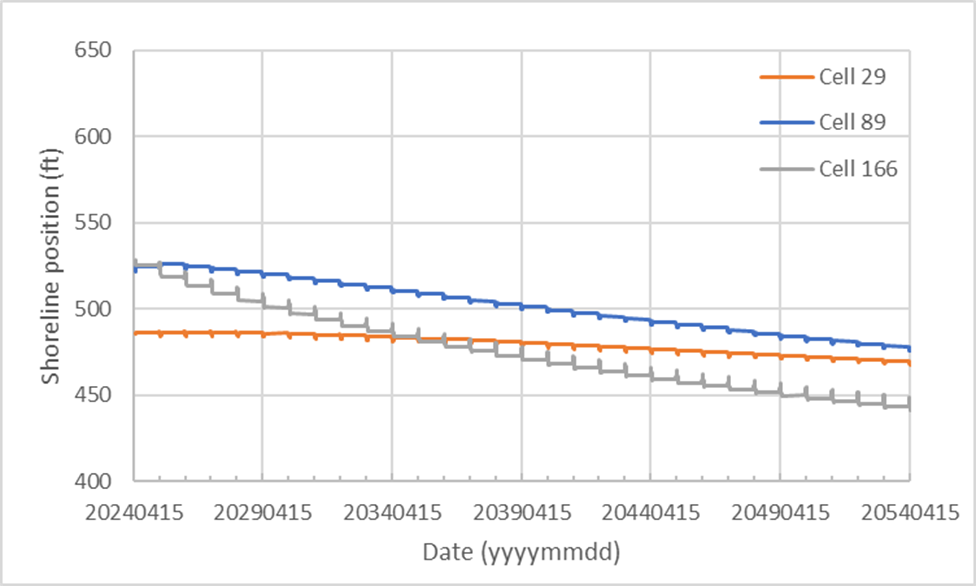 650
600
550
500
450
400
Shoreline position (ft)
Cell 29
Cell 89
Cell 166
20240415 20290415 20340415 20390415 20440415 20490415 20540415
Date (yyyymmdd)